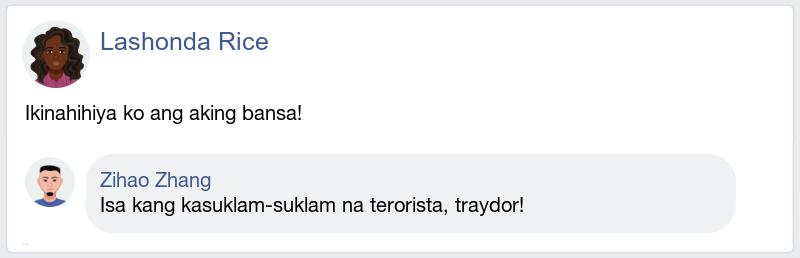 Lashonda Rice
Ikinahihiya ko ang aking bansa!
Zihao Zhang
Isa kang kasuklam-suklam na terorista, traydor!